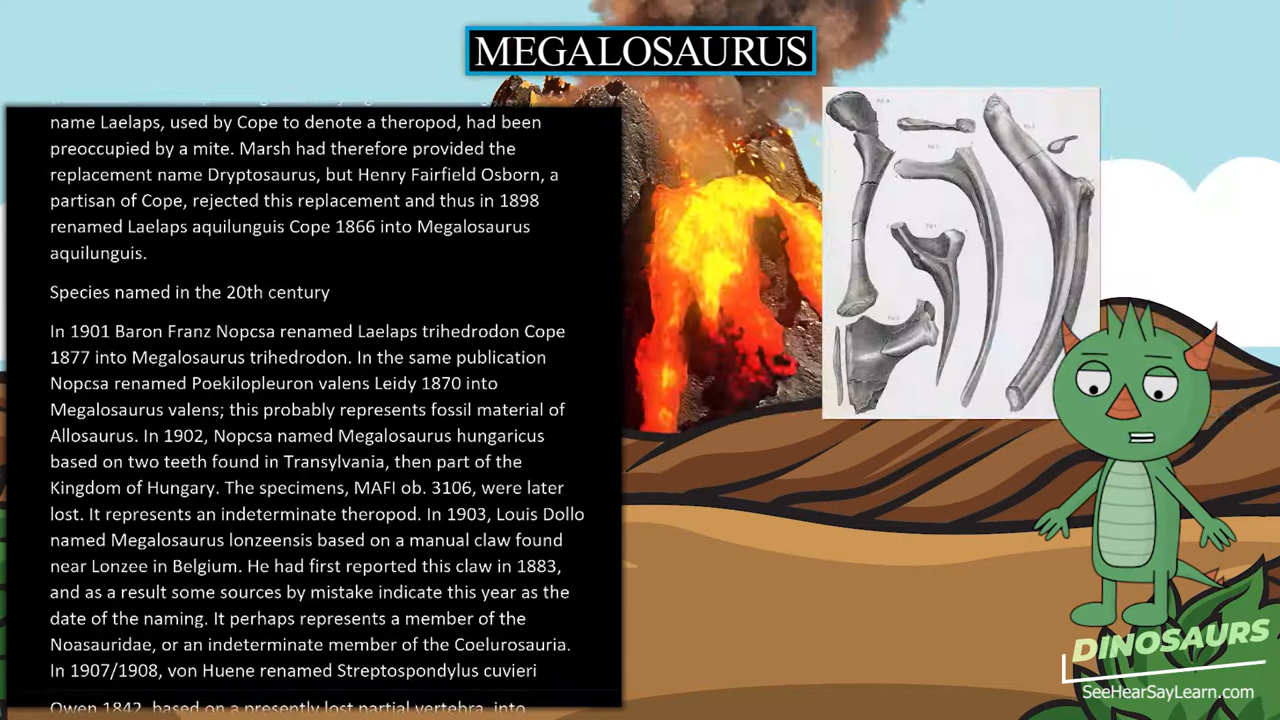 MEGALOSAURUS
name Laelaps, used by Cope to denote a theropod, had been
preoccupied by a mite. Marsh had therefore provided the
replacement name Dryptosaurus, but Henry Fairfield Osborn, a
partisan of Cope, rejected this replacement and thus in 1898
renamed Laelaps aquilunguis Cope 1866 into Megalosaurus
aquilunguis.
Species named in the 20th century
In 1901 Baron Franz Nopcsa renamed Laelaps trihedrodon Cope
1877 into Megalosaurus trihedrodon. In the same publication
Nopcsa renamed Poekilopleuron valens Leidy 1870 into
Megalosaurus valens; this probably represents fossil material of
Allosaurus. In 1902, Nopcsa named Megalosaurus hungaricus
based on two teeth found in Transylvania, then part of the
Kingdom of Hungary. The specimens, MAFI ob. 3106, were later
lost. It represents an indeterminate theropod. In 1903, Louis Dollo
named Megalosaurus lonzeensis based on a manual claw found
near Lonzee in Belgium. He had first reported this claw in 1883,
and as a result some sources by mistake indicate this year as the
date of the naming. It perhaps represents a member of the
Noasauridae, or an indeterminate member of the Coelurosauria.
In 1907/1908, von Huene renamed Streptospondylus cuvieri
Owen 1842, based on a presently lost partial vertebra, into
DINOSAURS
SeeHearSayLearn.com